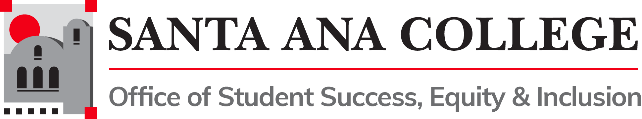 SANTA ANA COLLEGE
Office of Student Success, Equity & Inclusion